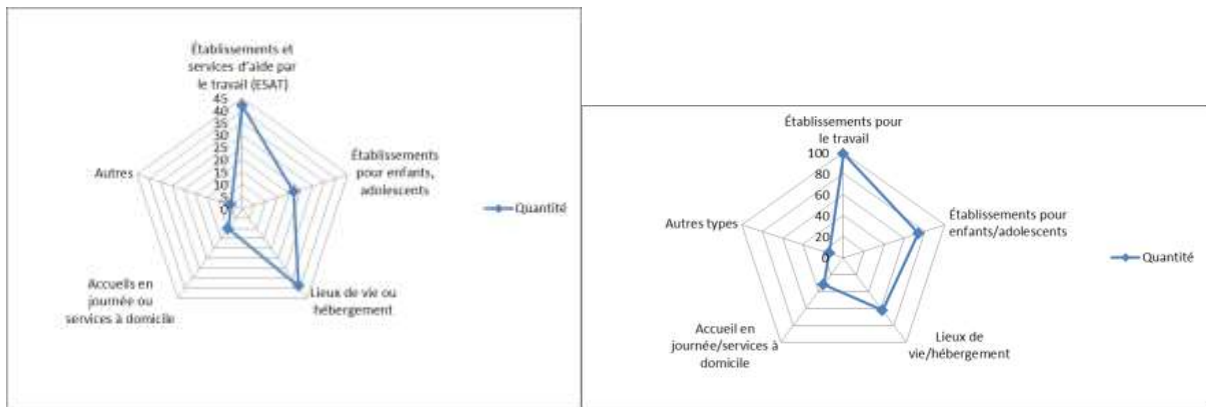 Établissements et
services d'aide par
le travail (ESAT)
45
40
35
30
25
20
15
10
5
0
Établissements
pour enfants,
adolescents
Lieux de vie ou
hébergement
Accueils en
journée ou
services à domicile
Autres
Quantité
Établissements pour
le travail
100
80
60
40
20
0
Établissements pour
enfants/adolescents
Lieux de
vie/hébergement
Accueil en
journée/services à
domicile
Autres types
Quantité